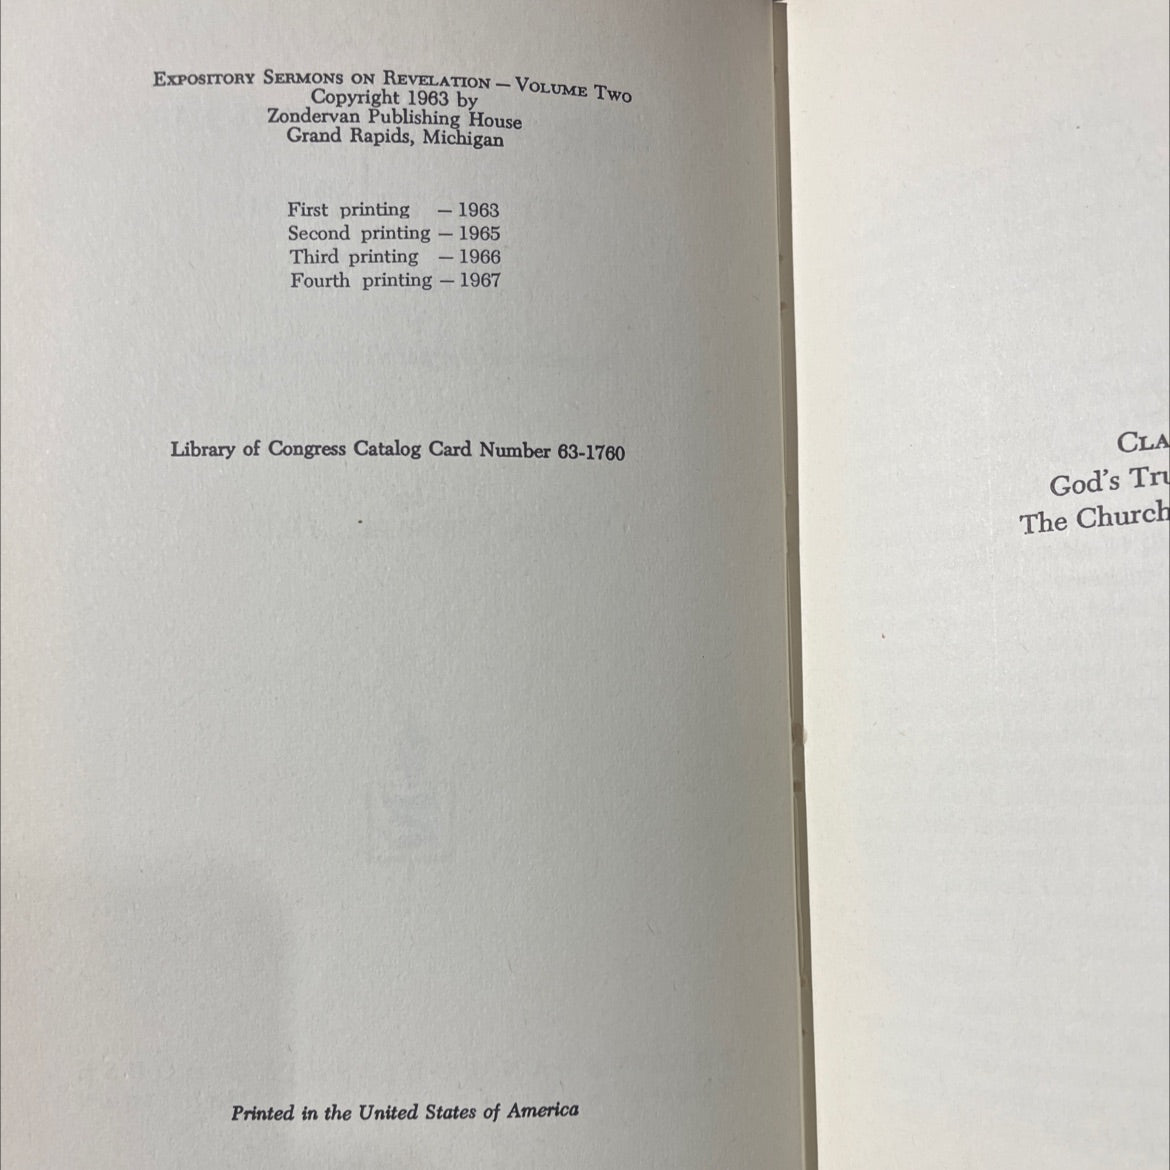 Expository Sermons on Revelation — Volume Two
Copyright 1963 by
Zondervan Publishing House
Grand Rapids, Michigan
First printing — 1963
Second printing — 1965
Third printing — 1966
Fourth printing — 1967
Library of Congress Catalog Card Number 63-1760
Printed in the United States of America
Cla
God's Tru
The Church